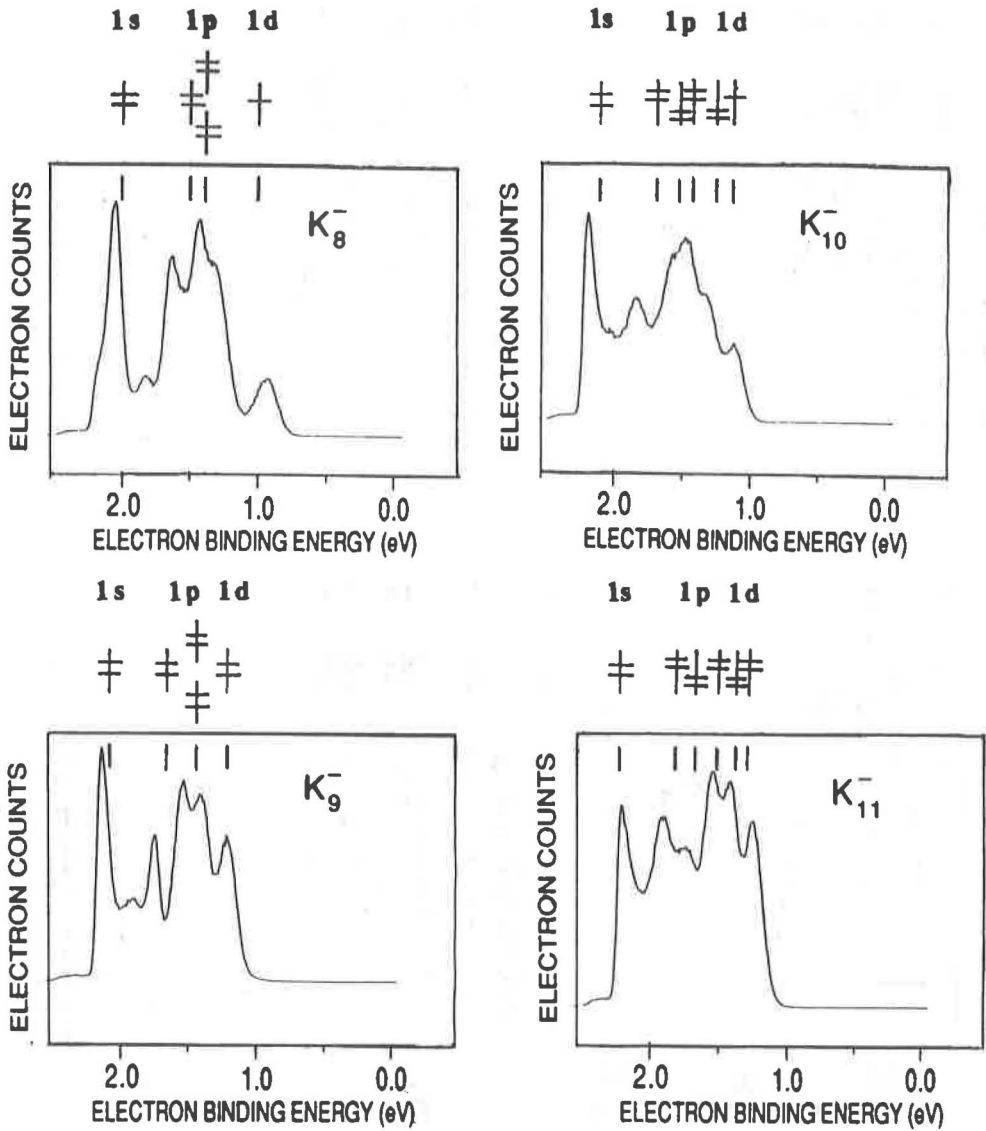 1s 1p 1d
ELECTRON COUNTS
K₈⁻
2.0 1.0 0.0
ELECTRON BINDING ENERGY (eV)
1s 1p 1d
ELECTRON COUNTS
K₁₀⁻
2.0 1.0 0.0
ELECTRON BINDING ENERGY (eV)
1s 1p 1d
ELECTRON COUNTS
K₉⁻
2.0 1.0 0.0
ELECTRON BINDING ENERGY (eV)
1s 1p 1d
ELECTRON COUNTS
K₁₁⁻
2.0 1.0 0.0
ELECTRON BINDING ENERGY (eV)